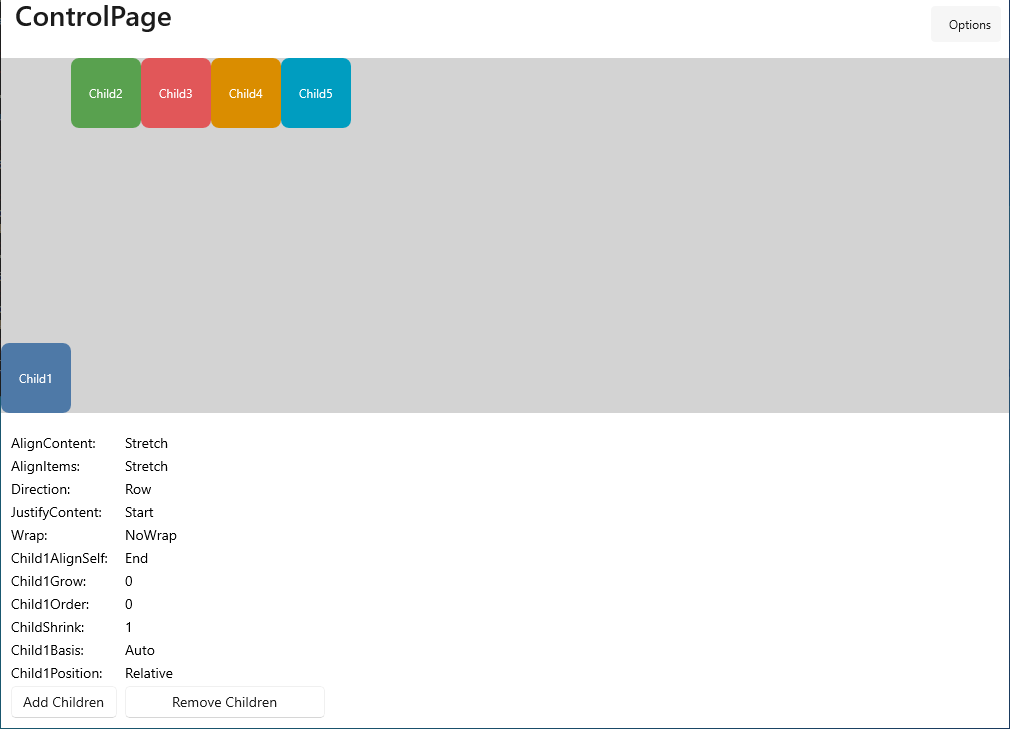 ControlPage
Options
Child2 Child3 Child4 Child5
Child1
AlignContent: Stretch
AlignItems: Stretch
Direction: Row
JustifyContent: Start
Wrap: NoWrap
Child1AlignSelf: End
Child1Grow: 0
Child1Order: 0
ChildShrink: 1
Child1Basis: Auto
Child1Position: Relative
Add Children Remove Children